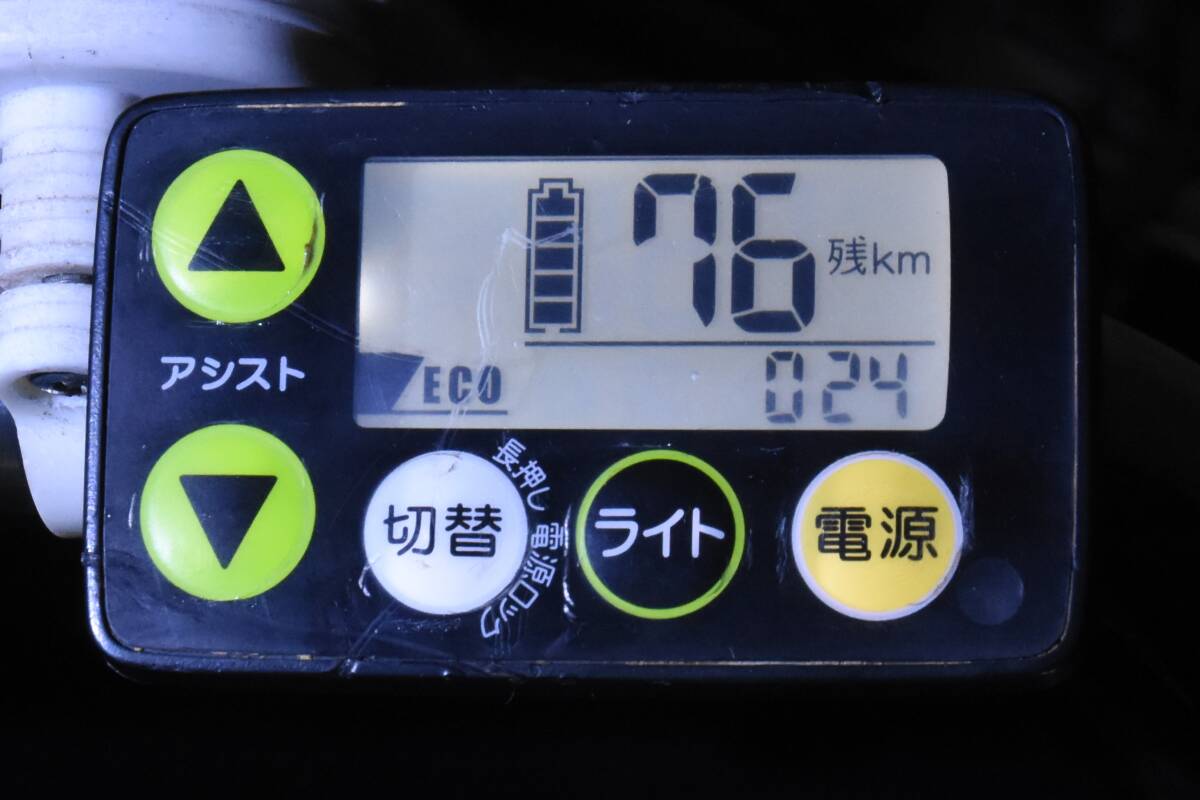 76 残km
ECO
024
アシスト
切替
長押し 電源ロック
ライト
電源